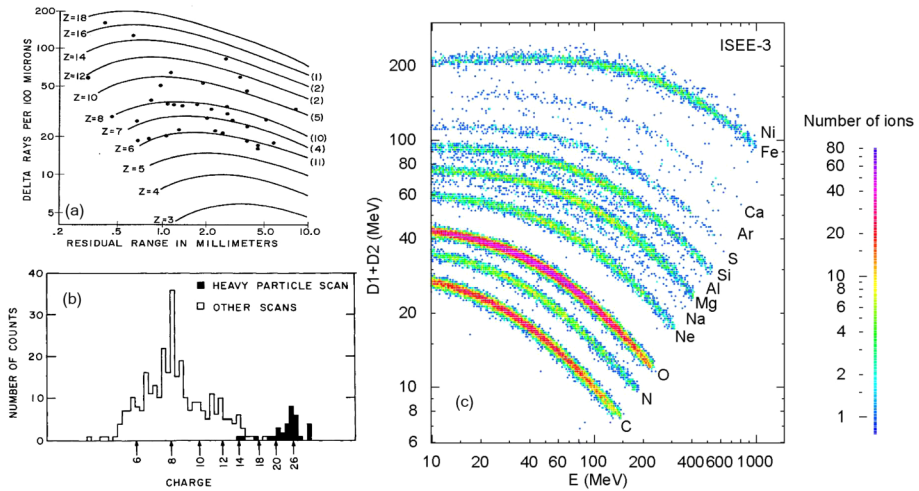 200
100
50
20
10
5
DELTA RAYS PER 100 MICRONS
Z=18
Z=16
Z=14
Z=12
Z=10
Z=8
Z=7
Z=6
Z=5
Z=4
Z=3
(1)
(2)
(2)
(5)
(10)
(4)
(11)
(a)
.2
.5
1.0
2.0
5.0
10.0
RESIDUAL RANGE IN MILLIMETERS
(b)
HEAVY PARTICLE SCAN
OTHER SCANS
40
30
20
10
0
NUMBER OF COUNTS
6
8
10
12
14
18
20
26
CHARGE
ISEE-3
200
100
80
60
40
20
10
8
6
D1+D2 (MeV)
Ni
Fe
Ca
Ar
S
Si
Al
Mg
Na
Ne
O
N
C
(c)
10
20
40
60
100
200
400
600
1000
E (MeV)
Number of ions
80
40
20
10
8
6
4
2
1